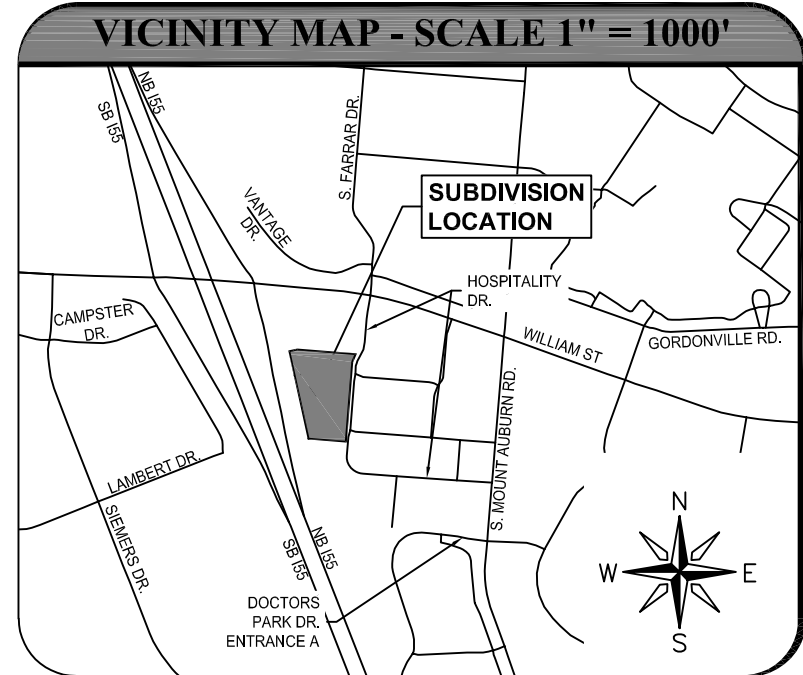 VICINITY MAP - SCALE 1" = 1000'
NB I55
SB I55
S. FARRAR DR.
VANTAGE
DR.
SUBDIVISION
LOCATION
HOSPITALITY
DR.
CAMPSTER
DR.
WILLIAM ST
GORDONVILLE RD.
S. MOUNT AUBURN RD.
LAMBERT DR.
SIEMERS DR.
NB I55
SB I55
DOCTORS
PARK DR.
ENTRANCE A
N
W
E
S